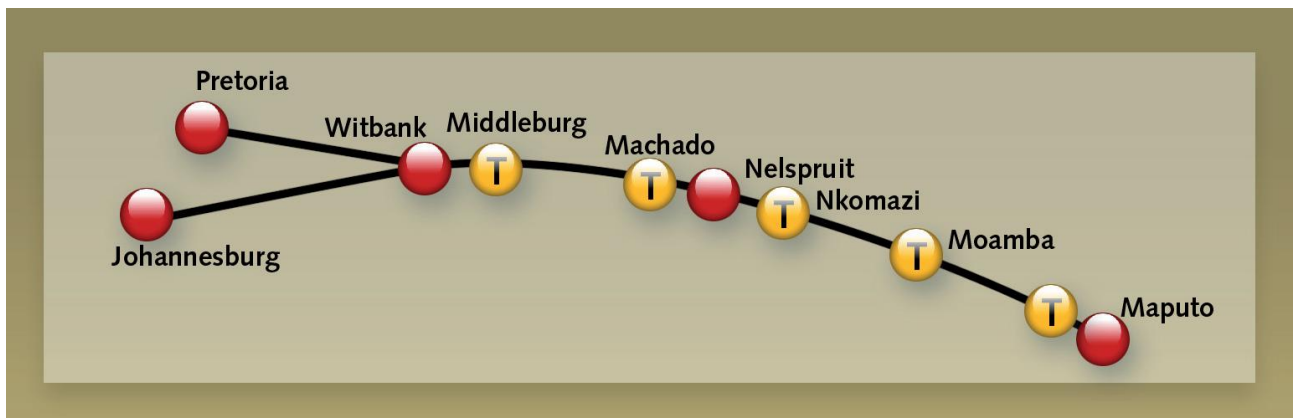 Pretoria
Witbank
Middleburg
T
Machado
T
Nelspruit
T
Nkomazi
Johannesburg
T
Moamba
T
Maputo